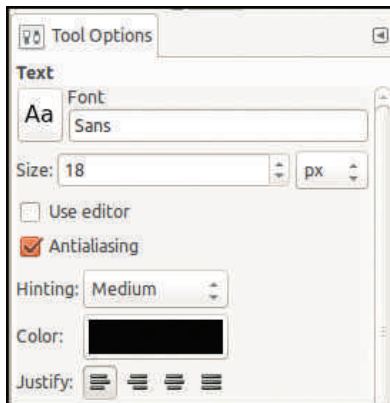 Tool Options
Text
Aa
Font
Sans
Size: 18 px
Use editor
Antialiasing
Hinting: Medium
Color:
Justify: